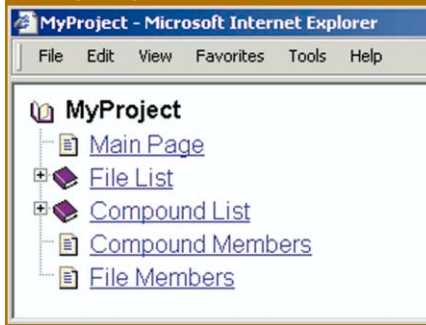 MyProject - Microsoft Internet Explorer
File Edit View Favorites Tools Help
MyProject
Main Page
File List
Compound List
Compound Members
File Members